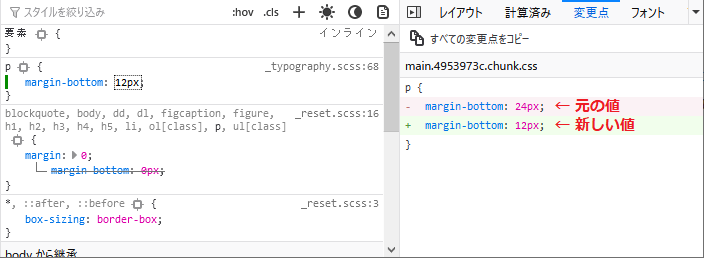 スタイルを絞り込み :hov .cls +
要素 { インライン
}
p { _typography.scss:68
margin-bottom: 12px;
}
blockquote, body, dd, dl, figcaption, figure, _reset.scss:16
h1, h2, h3, h4, h5, li, ol[class], p, ul[class]
{
margin: 0;
margin-bottom: 0px;
}
*, ::after, ::before { _reset.scss:3
box-sizing: border-box;
}
body から継承
レイアウト 計算済み 変更点 フォント
すべての変更点をコピー
main.4953973c.chunk.css
p {
- margin-bottom: 24px; ← 元の値
+ margin-bottom: 12px; ← 新しい値
}